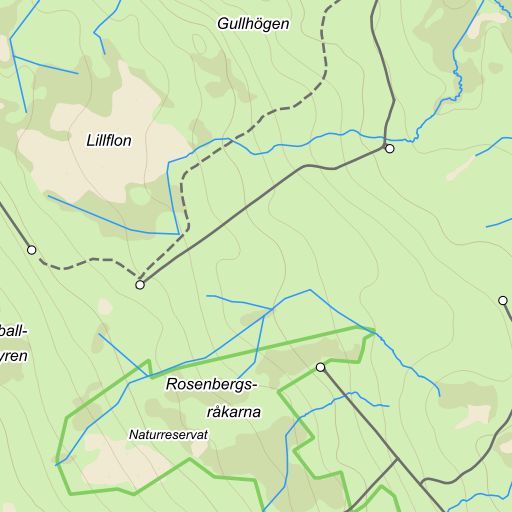 Gullhögen
Lillflon
ball-
yren
Rosenbergs-
råkarna
Naturreservat